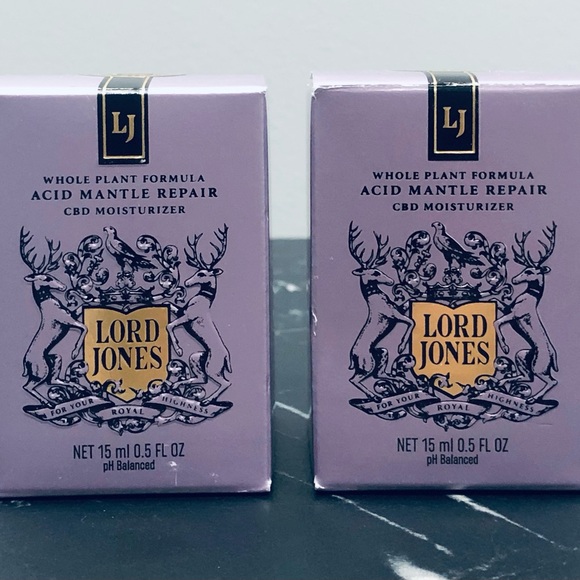 LJ
WHOLE PLANT FORMULA
ACID MANTLE REPAIR
CBD MOISTURIZER
LORD
JONES
FOR YOUR ROYAL HIGHNESS
NET 15 ml 0.5 FL OZ
pH Balanced
LJ
WHOLE PLANT FORMULA
ACID MANTLE REPAIR
CBD MOISTURIZER
LORD
JONES
FOR YOUR ROYAL HIGHNESS
NET 15 ml 0.5 FL OZ
pH Balanced